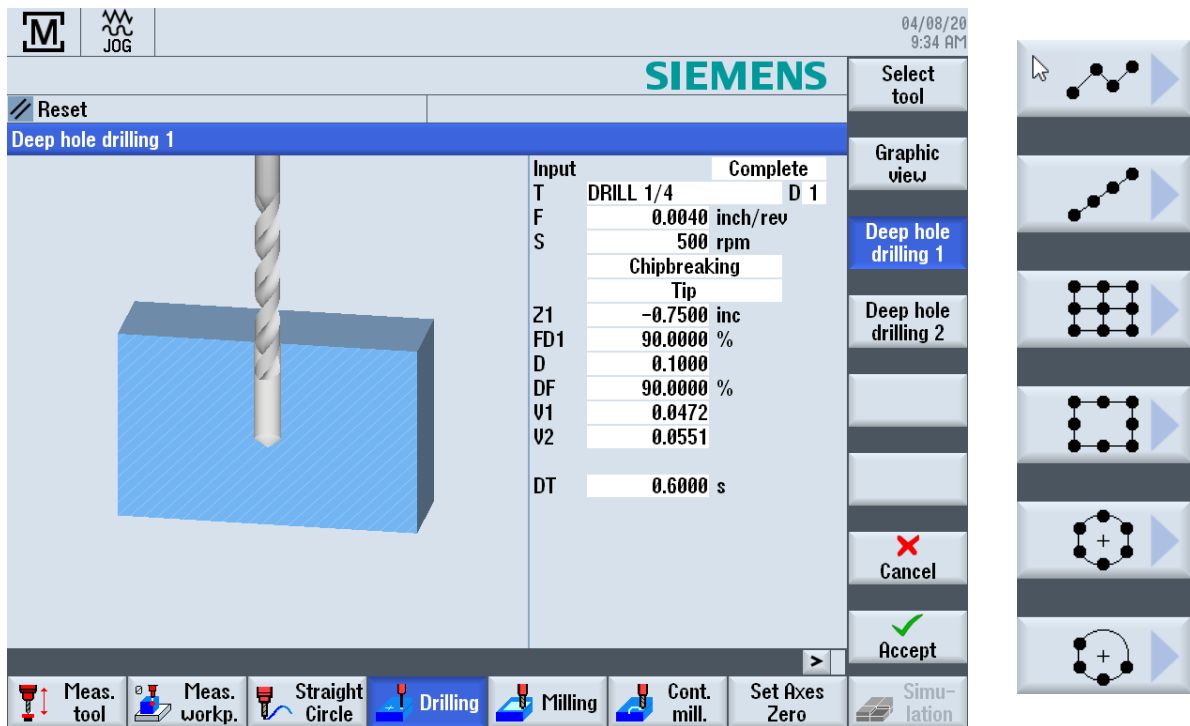 M
JOG
04/08/20
9:34 AM
SIEMENS
Reset
Deep hole drilling 1
Input Complete
T DRILL 1/4 D 1
F 0.0040 inch/rev
S 500 rpm
Chipbreaking
Tip
Z1 -0.7500 inc
FD1 90.0000 %
D 0.1000
DF 90.0000 %
V1 0.0472
V2 0.0551
DT 0.6000 s
Select
tool
Graphic
view
Deep hole
drilling 1
Deep hole
drilling 2
Cancel
Accept
>
Meas.
tool
Meas.
workp.
Straight
Circle
Drilling
Milling
Cont.
mill.
Set Axes
Zero
Simu-
lation